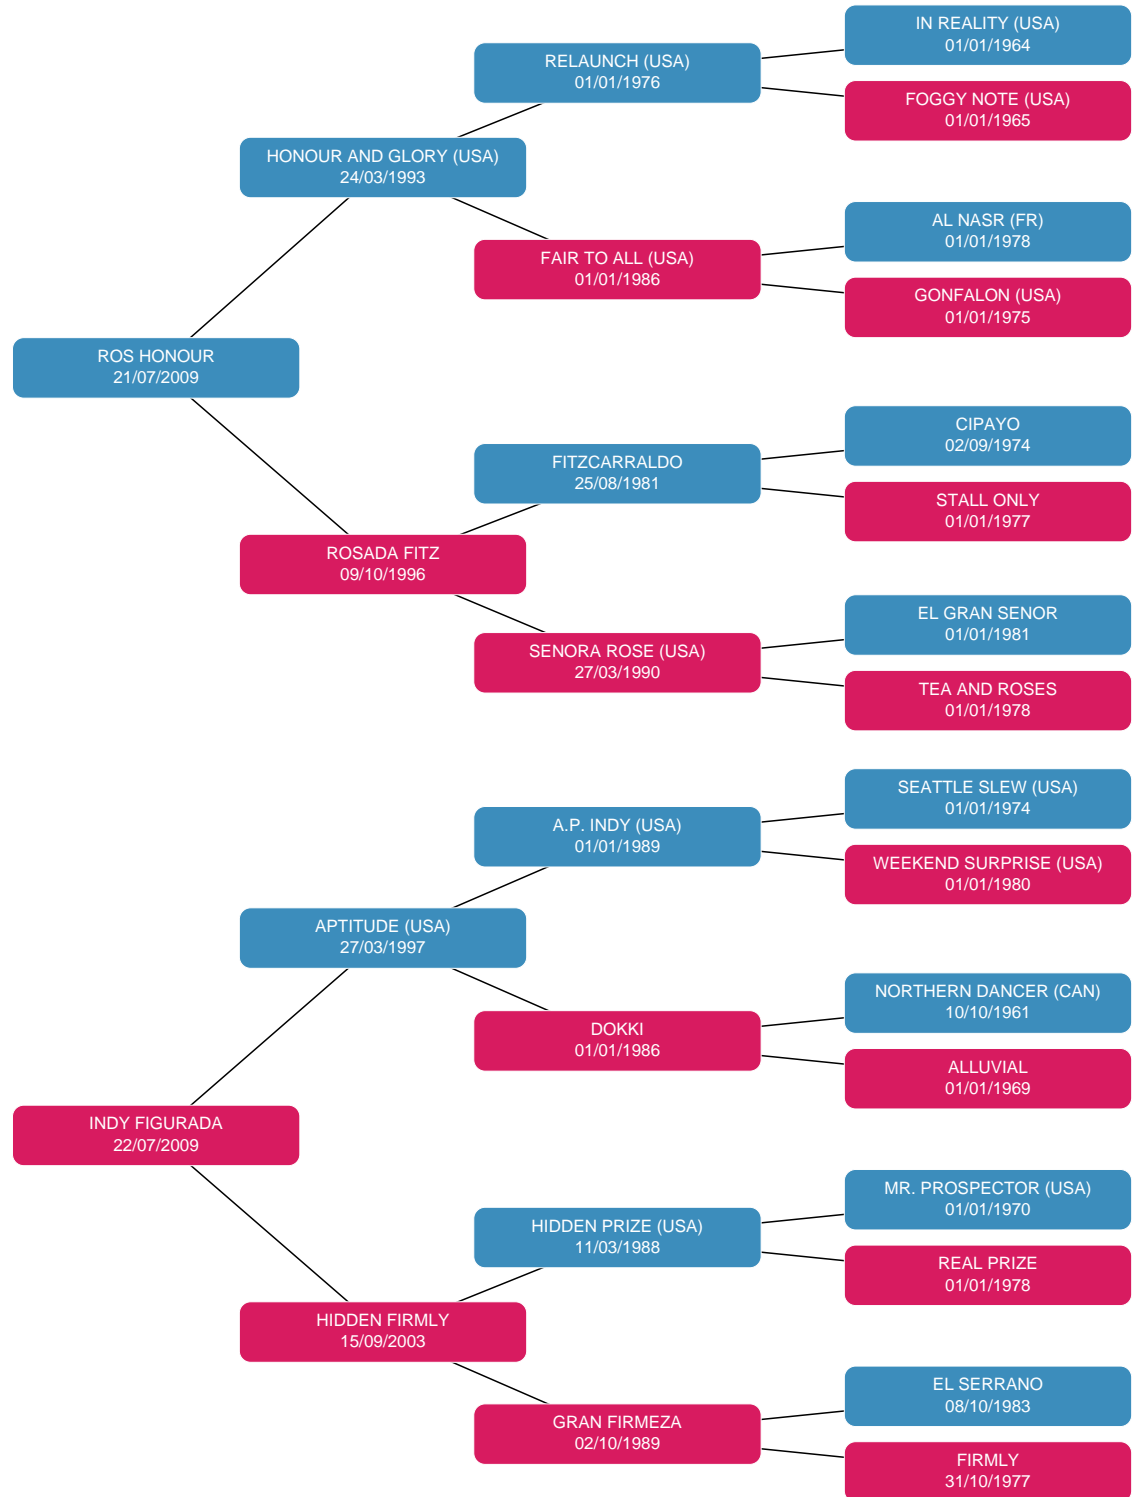 IN REALITY (USA)
01/01/1964
RELAUNCH (USA)
01/01/1976
FOGGY NOTE (USA)
01/01/1965
HONOUR AND GLORY (USA)
24/03/1993
AL NASR (FR)
01/01/1978
FAIR TO ALL (USA)
01/01/1986
GONFALON (USA)
01/01/1975
ROS HONOUR
21/07/2009
CIPAYO
02/09/1974
FITZCARRALDO
25/08/1981
STALL ONLY
01/01/1977
ROSADA FITZ
09/10/1996
EL GRAN SENOR
01/01/1981
SENORA ROSE (USA)
27/03/1990
TEA AND ROSES
01/01/1978
SEATTLE SLEW (USA)
01/01/1974
A.P. INDY (USA)
01/01/1989
WEEKEND SURPRISE (USA)
01/01/1980
APTITUDE (USA)
27/03/1997
NORTHERN DANCER (CAN)
10/10/1961
DOKKI
01/01/1986
ALLUVIAL
01/01/1969
INDY FIGURADA
22/07/2009
MR. PROSPECTOR (USA)
01/01/1970
HIDDEN PRIZE (USA)
11/03/1988
REAL PRIZE
01/01/1978
HIDDEN FIRMLY
15/09/2003
EL SERRANO
08/10/1983
GRAN FIRMEZA
02/10/1989
FIRMLY
31/10/1977